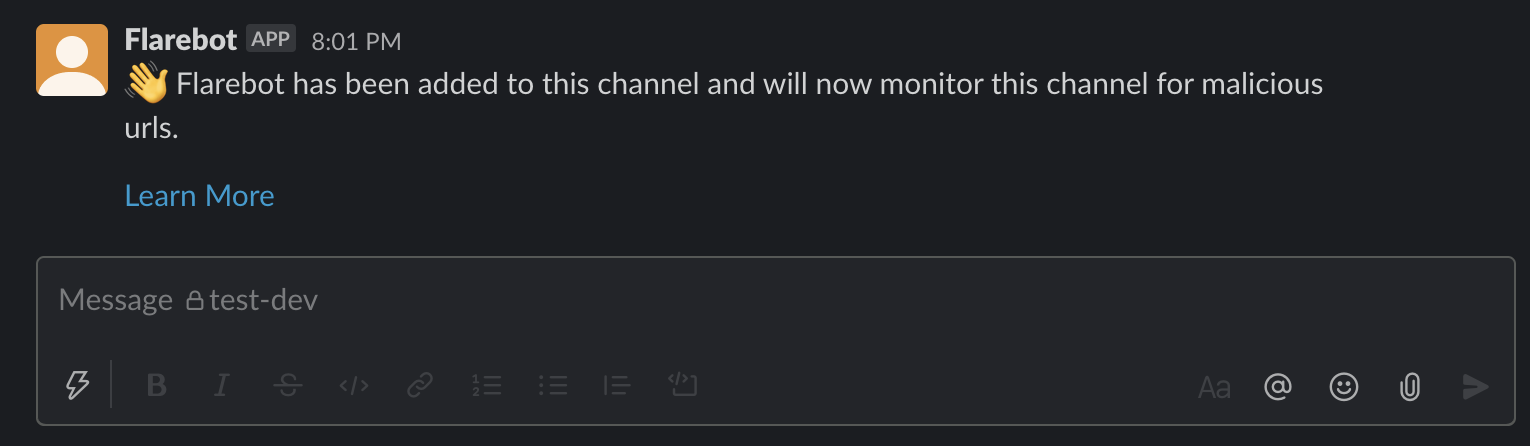 Flarebot APP 8:01 PM
👋 Flarebot has been added to this channel and will now monitor this channel for malicious
urls.
Learn More
Message 🔒test-dev
B I S </> Aa @